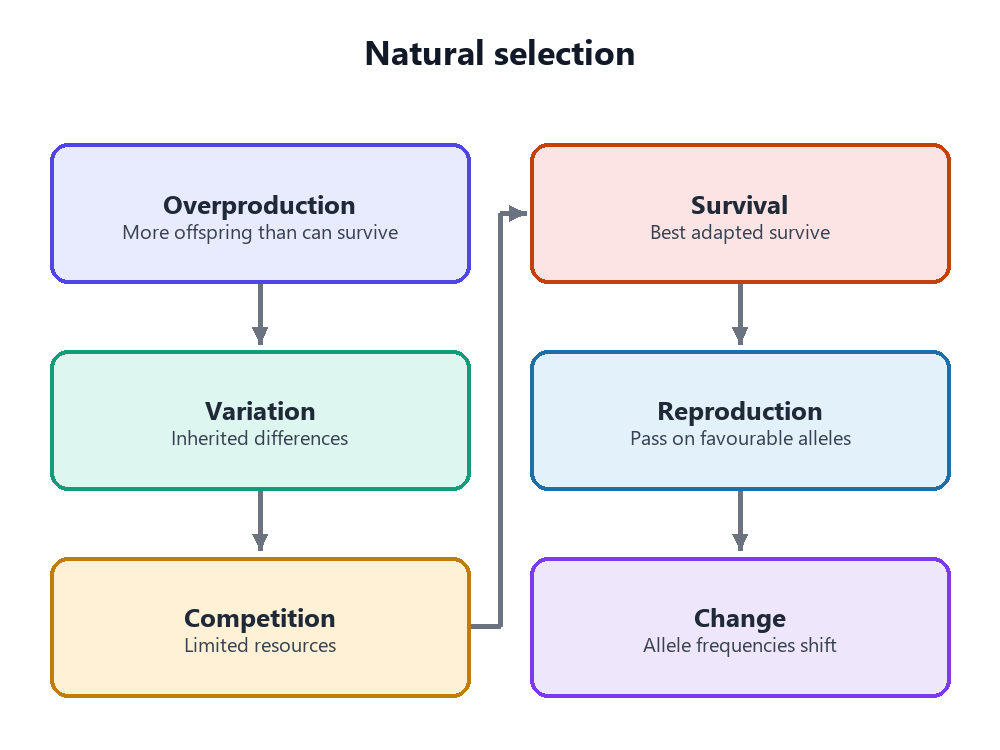 Natural selection
Overproduction
More offspring than can survive
Variation
Inherited differences
Competition
Limited resources
Survival
Best adapted survive
Reproduction
Pass on favourable alleles
Change
Allele frequencies shift